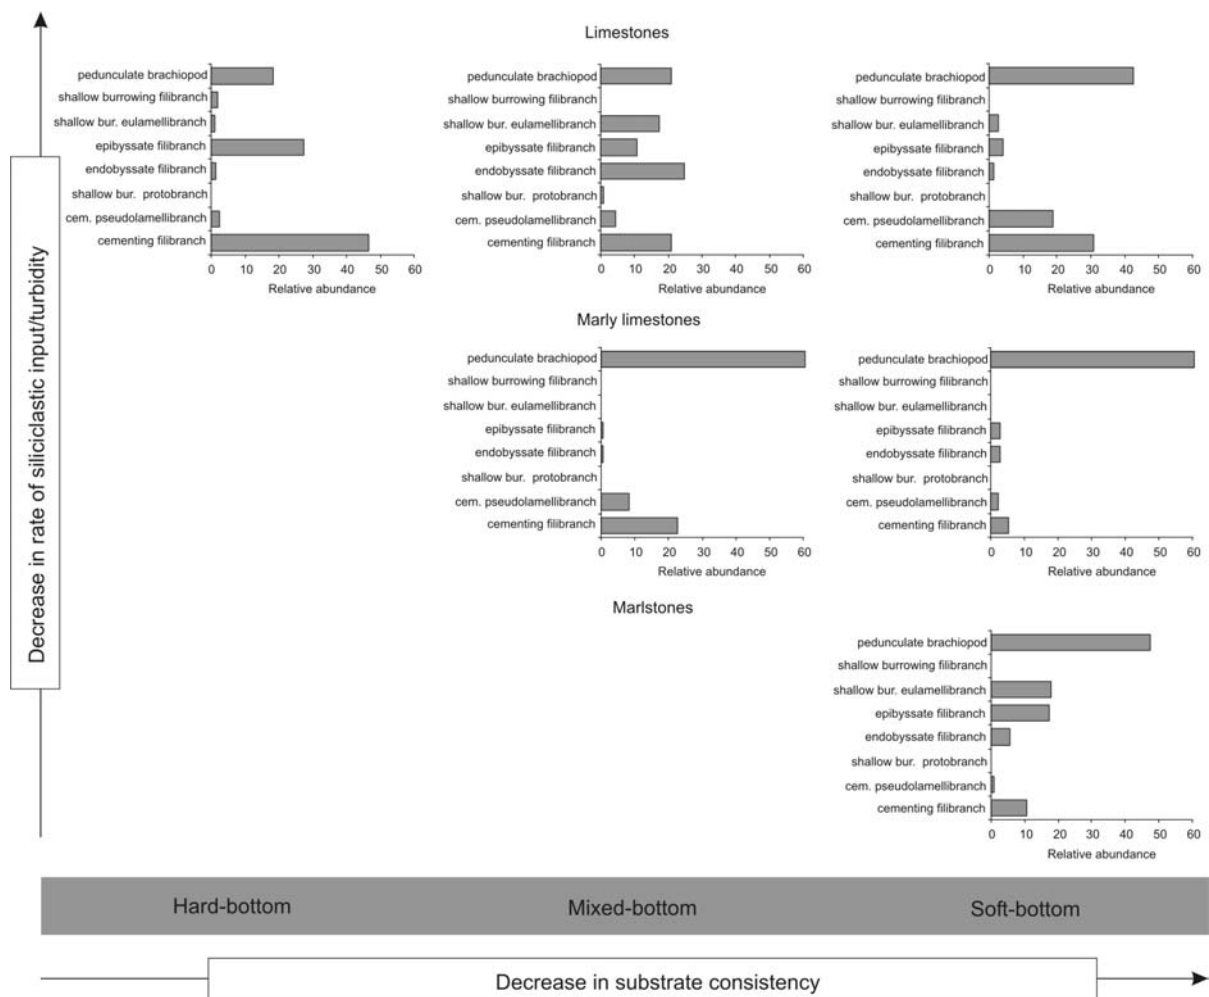 Limestones
pedunculate brachiopod
shallow burrowing filibranch
shallow bur. eulamellibranch
epibyssate filibranch
endobyssate filibranch
shallow bur. protobranch
cem. pseudolamellibranch
cementing filibranch
0 10 20 30 40 50 60
Relative abundance
pedunculate brachiopod
shallow burrowing filibranch
shallow bur. eulamellibranch
epibyssate filibranch
endobyssate filibranch
shallow bur. protobranch
cem. pseudolamellibranch
cementing filibranch
0 10 20 30 40 50 60
Relative abundance
pedunculate brachiopod
shallow burrowing filibranch
shallow bur. eulamellibranch
epibyssate filibranch
endobyssate filibranch
shallow bur. protobranch
cem. pseudolamellibranch
cementing filibranch
0 10 20 30 40 50 60
Relative abundance
Marly limestones
pedunculate brachiopod
shallow burrowing filibranch
shallow bur. eulamellibranch
epibyssate filibranch
endobyssate filibranch
shallow bur. protobranch
cem. pseudolamellibranch
cementing filibranch
0 10 20 30 40 50 60
Relative abundance
pedunculate brachiopod
shallow burrowing filibranch
shallow bur. eulamellibranch
epibyssate filibranch
endobyssate filibranch
shallow bur. protobranch
cem. pseudolamellibranch
cementing filibranch
0 10 20 30 40 50 60
Relative abundance
Marlstones
pedunculate brachiopod
shallow burrowing filibranch
shallow bur. eulamellibranch
epibyssate filibranch
endobyssate filibranch
shallow bur. protobranch
cem. pseudolamellibranch
cementing filibranch
0 10 20 30 40 50 60
Relative abundance
Decrease in rate of siliciclastic input/turbidity
Hard-bottom
Mixed-bottom
Soft-bottom
Decrease in substrate consistency